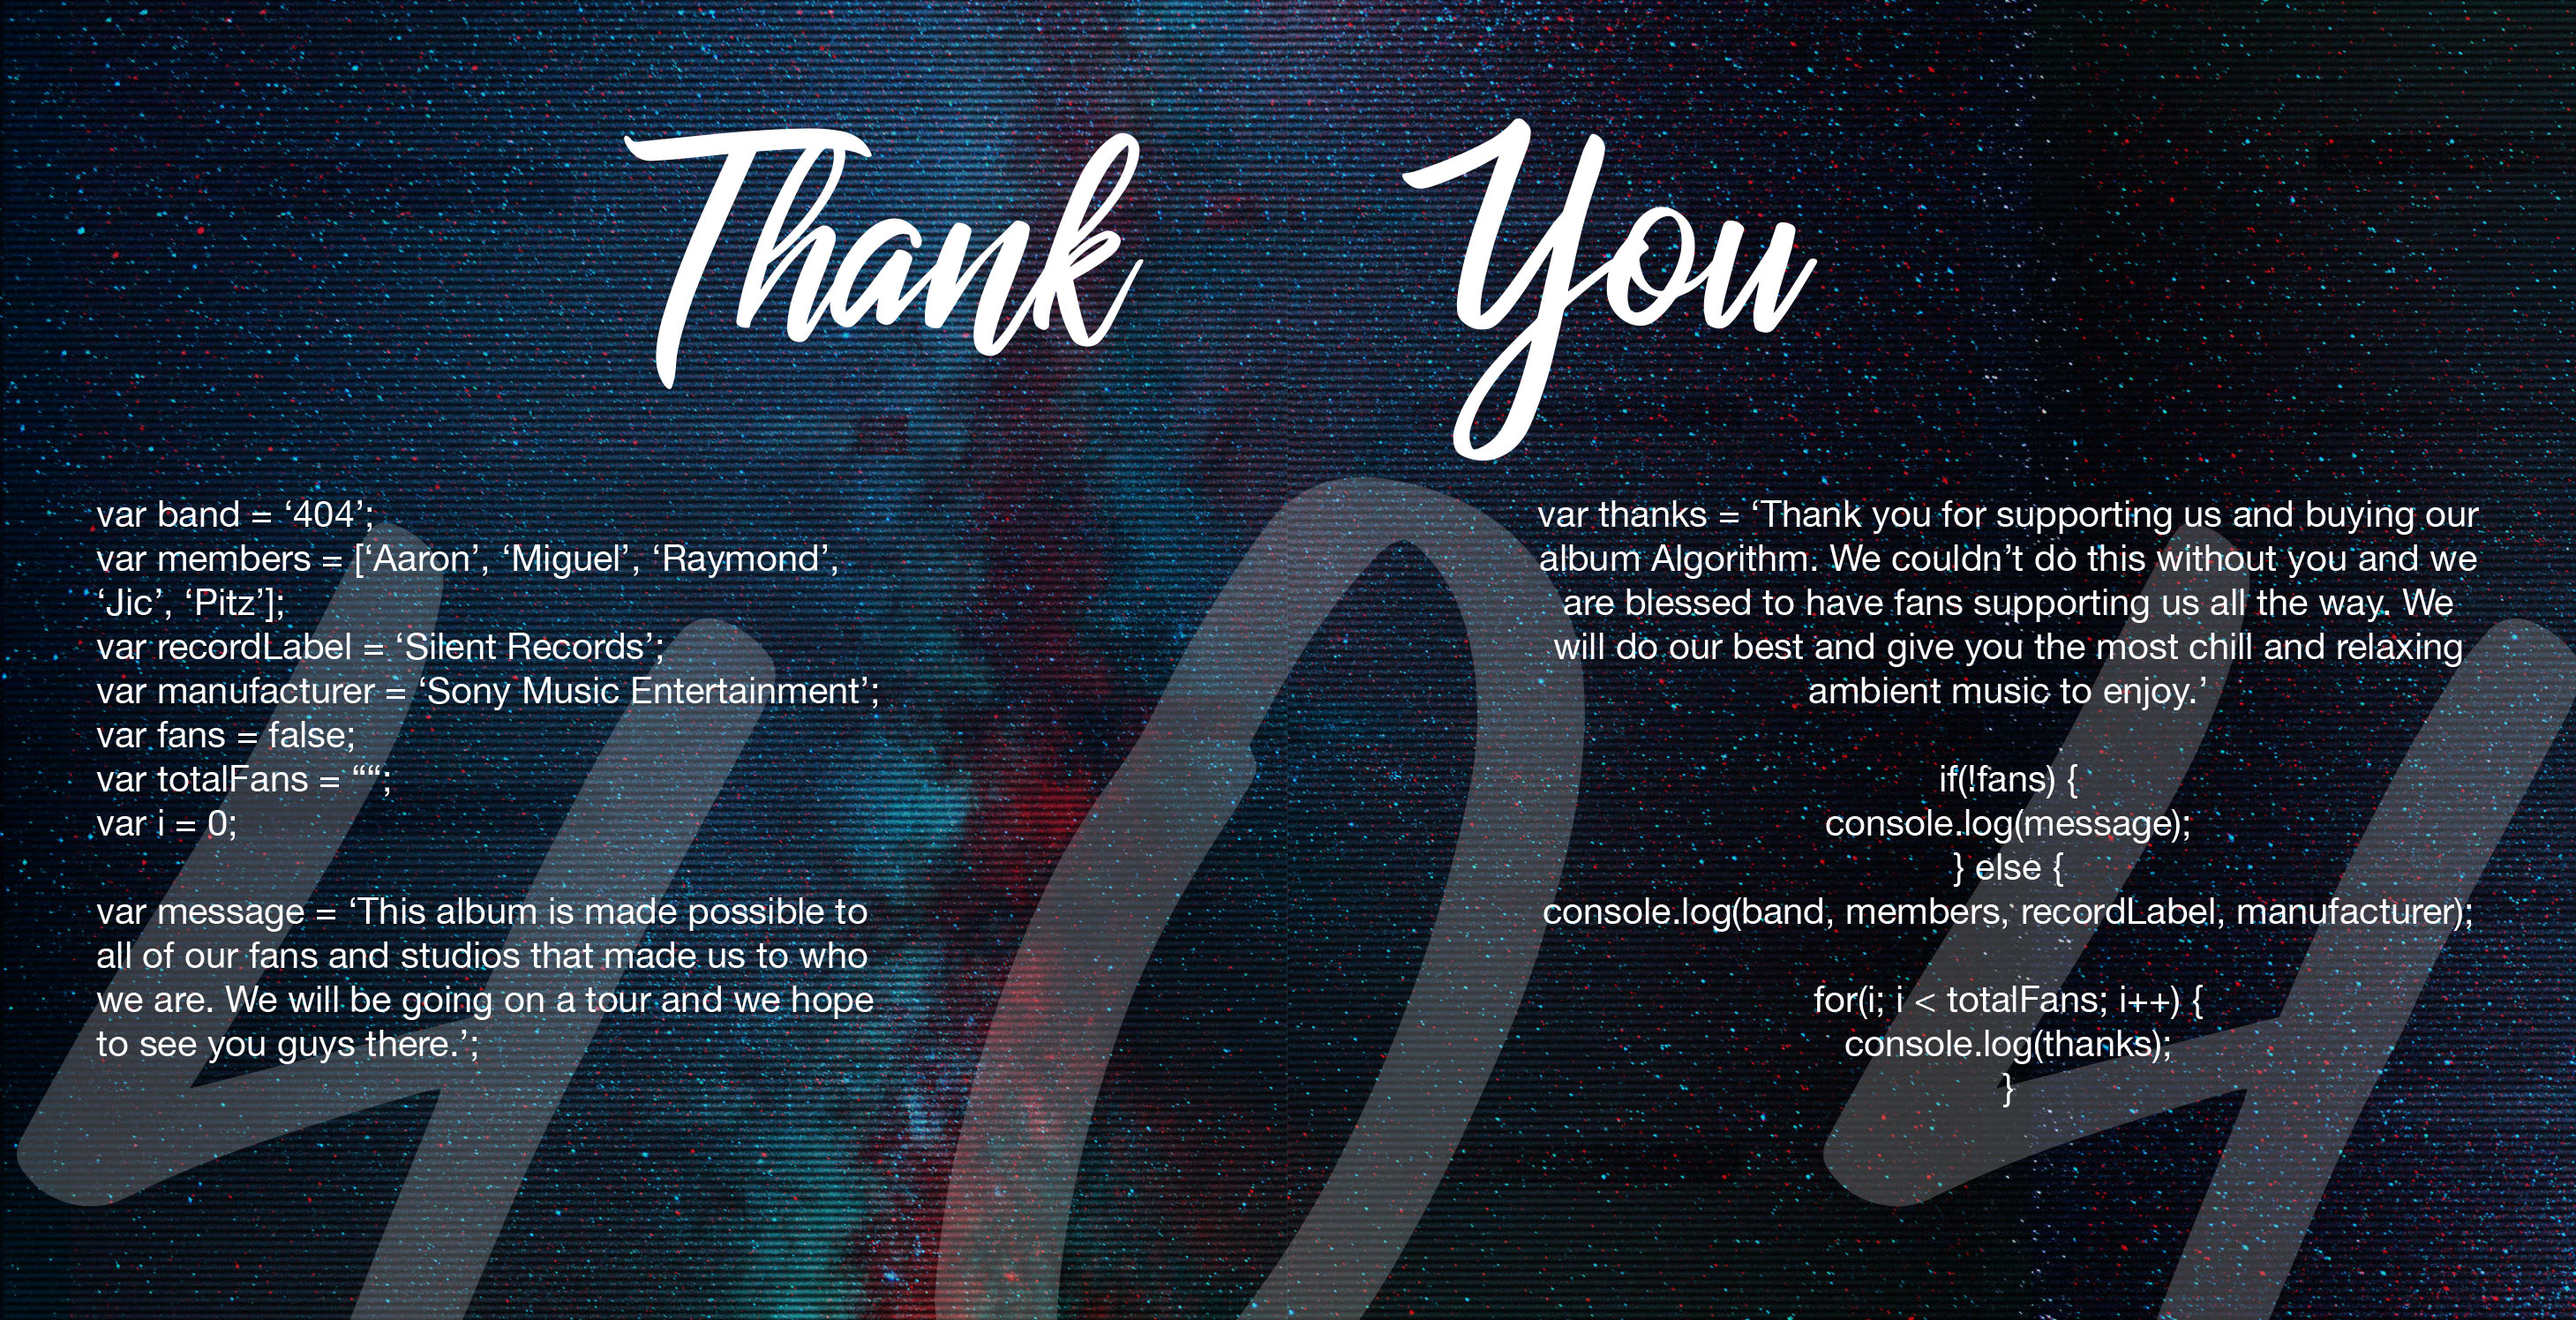 Thank You
var band = ‘404’;
var members = [‘Aaron’, ‘Miguel’, ‘Raymond’,
‘Jic’, ‘Pitz’];
var recordLabel = ‘Silent Records’;
var manufacturer = ‘Sony Music Entertainment’;
var fans = false;
var totalFans = ““;
var i = 0;
var message = ‘This album is made possible to
all of our fans and studios that made us to who
we are. We will be going on a tour and we hope
to see you guys there.’;
var thanks = ‘Thank you for supporting us and buying our
album Algorithm. We couldn’t do this without you and we
are blessed to have fans supporting us all the way. We
will do our best and give you the most chill and relaxing
ambient music to enjoy.’
if(!fans) {
console.log(message);
} else {
console.log(band, members, recordLabel, manufacturer);
for(i; i < totalFans; i++) {
console.log(thanks);
}
404